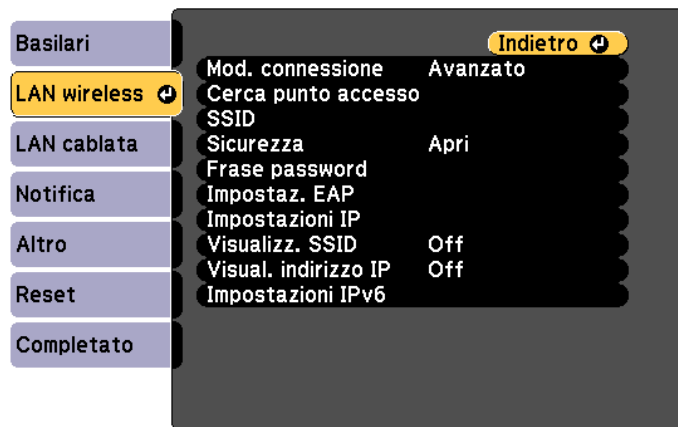 Basilari
LAN wireless
LAN cablata
Notifica
Altro
Reset
Completato
Indietro
Mod. connessione Avanzato
Cerca punto accesso
SSID
Sicurezza Apri
Frase password
Impostaz. EAP
Impostazioni IP
Visualizz. SSID Off
Visual. indirizzo IP Off
Impostazioni IPv6